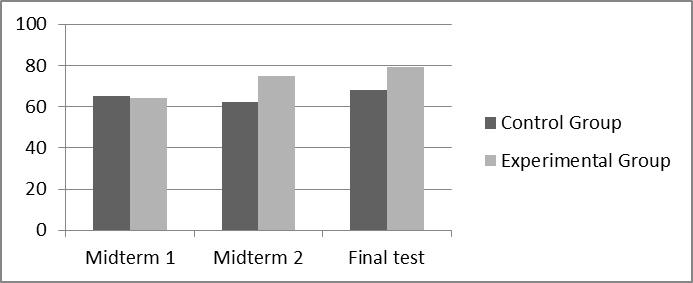 100
80
60
40
20
0
Midterm 1
Midterm 2
Final test
Control Group
Experimental Group